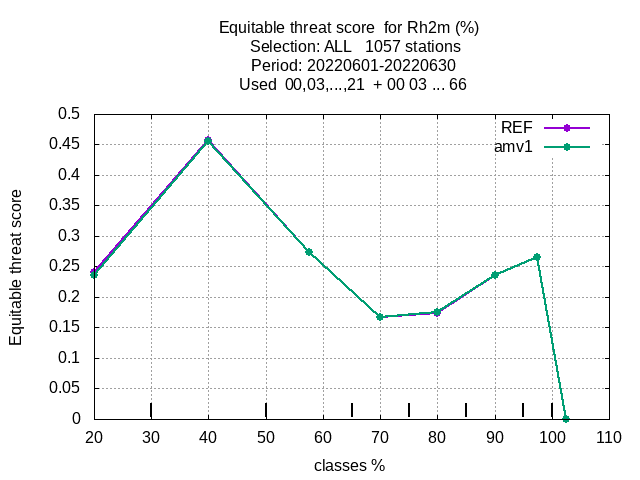 Equitable threat score  for Rh2m (%)
Selection: ALL   1057 stations
Period: 20220601-20220630
Used  00,03,...,21  + 00 03 ... 66
REF
amv1
Equitable threat score
0.5
0.45
0.4
0.35
0.3
0.25
0.2
0.15
0.1
0.05
0
20 30 40 50 60 70 80 90 100 110
classes %